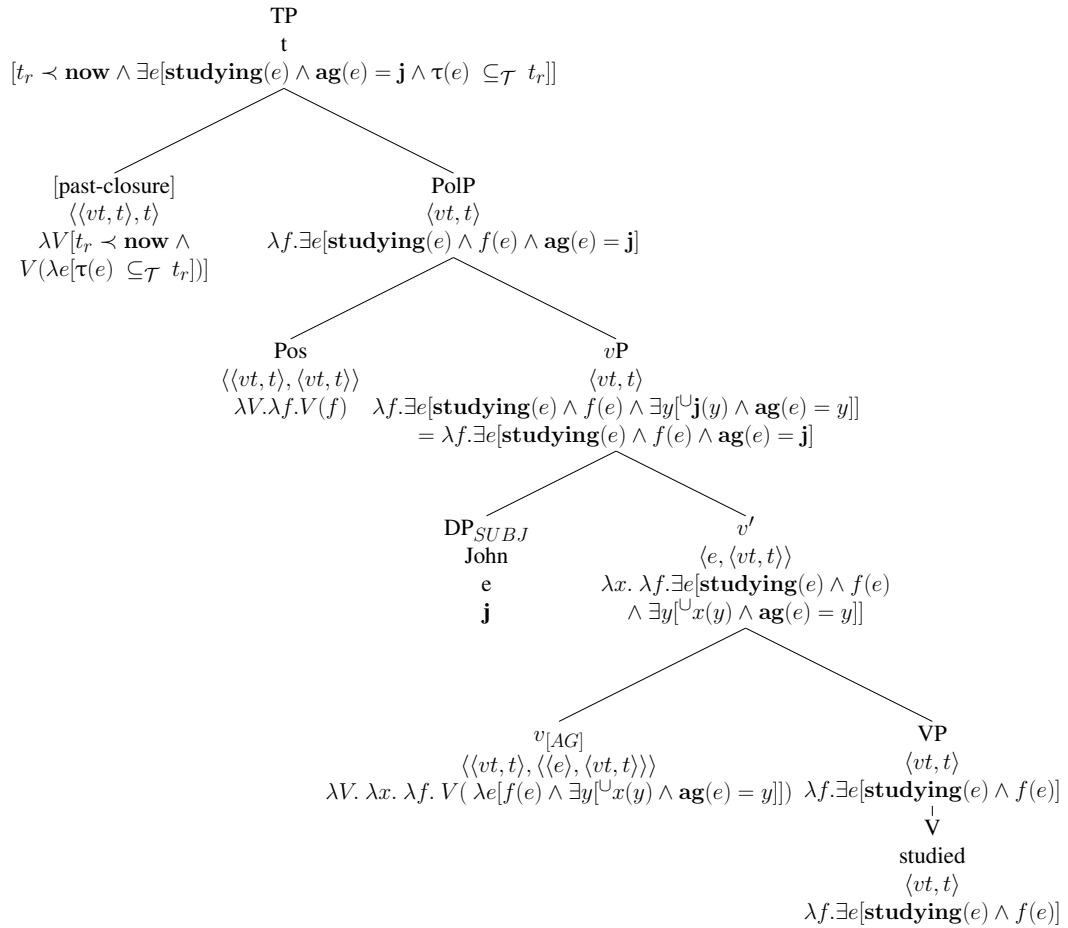 TP
t
[t_r ≺ now ∧ ∃e[studying(e) ∧ ag(e) = j ∧ τ(e) ⊆_𝒯 t_r]]
[past-closure]
⟨⟨vt, t⟩, t⟩
λV[t_r ≺ now ∧
V(λe[τ(e) ⊆_𝒯 t_r])]
PolP
⟨vt, t⟩
λf.∃e[studying(e) ∧ f(e) ∧ ag(e) = j]
Pos
⟨⟨vt, t⟩, ⟨vt, t⟩⟩
λV.λf.V(f)
vP
⟨vt, t⟩
λf.∃e[studying(e) ∧ f(e) ∧ ∃y[∪j(y) ∧ ag(e) = y]]
= λf.∃e[studying(e) ∧ f(e) ∧ ag(e) = j]
DP_SUBJ
John
e
j
v′
⟨e, ⟨vt, t⟩⟩
λx. λf.∃e[studying(e) ∧ f(e)
∧ ∃y[∪x(y) ∧ ag(e) = y]]
v_[AG]
⟨⟨vt, t⟩, ⟨⟨e⟩, ⟨vt, t⟩⟩⟩
λV. λx. λf. V( λe[f(e) ∧ ∃y[∪x(y) ∧ ag(e) = y]])
VP
⟨vt, t⟩
λf.∃e[studying(e) ∧ f(e)]
V
studied
⟨vt, t⟩
λf.∃e[studying(e) ∧ f(e)]